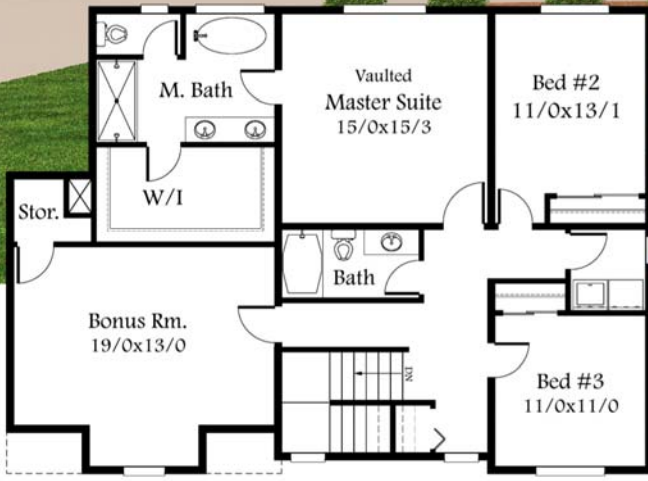 Vaulted
Master Suite
15/0x15/3
Bed #2
11/0x13/1
M. Bath
W/I
Stor.
Bath
Bonus Rm.
19/0x13/0
DN
Bed #3
11/0x11/0